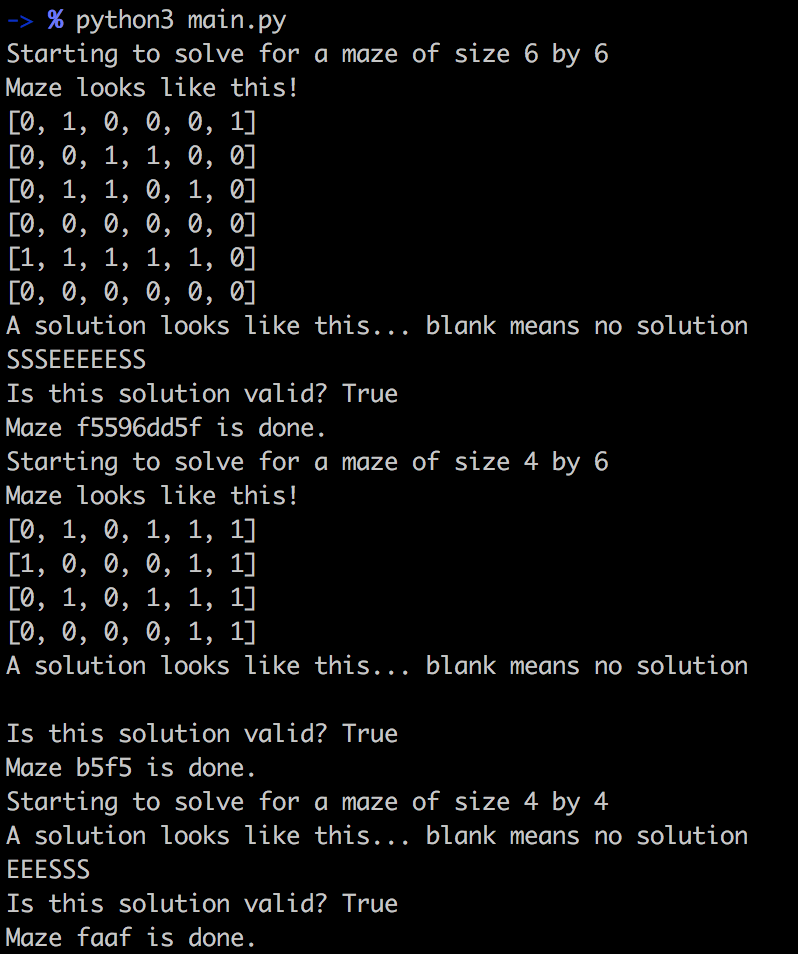 -> % python3 main.py
Starting to solve for a maze of size 6 by 6
Maze looks like this!
[0, 1, 0, 0, 0, 1]
[0, 0, 1, 1, 0, 0]
[0, 1, 1, 0, 1, 0]
[0, 0, 0, 0, 0, 0]
[1, 1, 1, 1, 1, 0]
[0, 0, 0, 0, 0, 0]
A solution looks like this... blank means no solution
SSSEEEEESS
Is this solution valid? True
Maze f5596dd5f is done.
Starting to solve for a maze of size 4 by 6
Maze looks like this!
[0, 1, 0, 1, 1, 1]
[1, 0, 0, 0, 1, 1]
[0, 1, 0, 1, 1, 1]
[0, 0, 0, 0, 1, 1]
A solution looks like this... blank means no solution

Is this solution valid? True
Maze b5f5 is done.
Starting to solve for a maze of size 4 by 4
A solution looks like this... blank means no solution
EEESSS
Is this solution valid? True
Maze faaf is done.